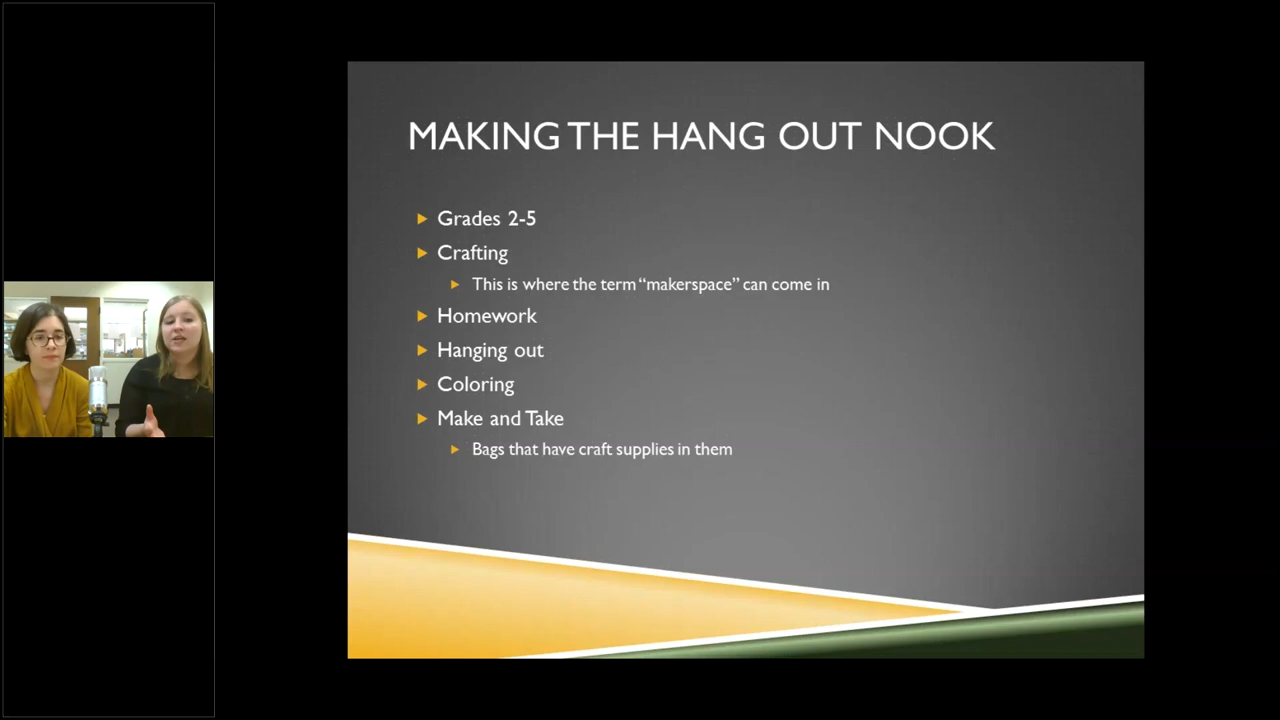 MAKING THE HANG OUT NOOK
Grades 2-5
Crafting
This is where the term “makerspace” can come in
Homework
Hanging out
Coloring
Make and Take
Bags that have craft supplies in them